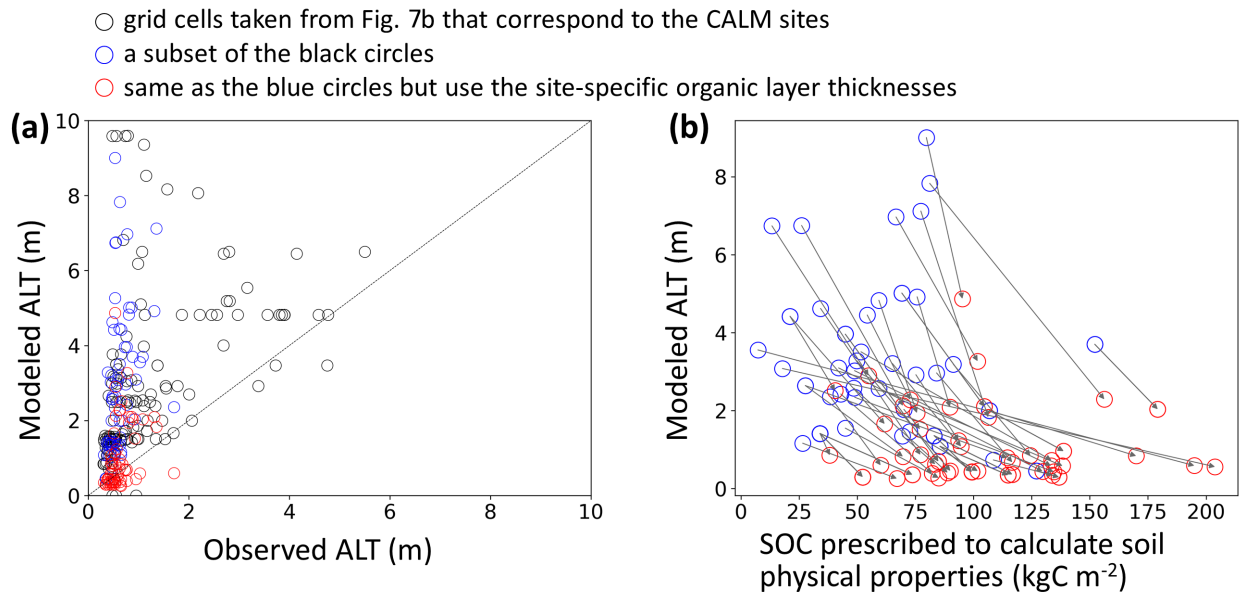 grid cells taken from Fig. 7b that correspond to the CALM sites
a subset of the black circles
same as the blue circles but use the site-specific organic layer thicknesses
(a)
Modeled ALT (m)
10
8
6
4
2
0
0 2 4 6 8 10
Observed ALT (m)
(b)
Modeled ALT (m)
8
6
4
2
0
0 25 50 75 100 125 150 175 200
SOC prescribed to calculate soil
physical properties (kgC m⁻²)